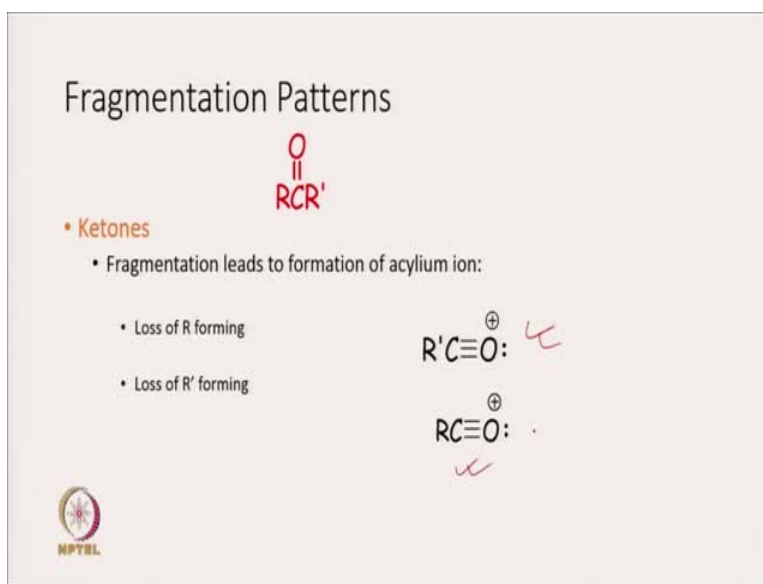 Fragmentation Patterns
O
||
RCR'
• Ketones
• Fragmentation leads to formation of acylium ion:
• Loss of R forming
⊕
R'C≡O:
• Loss of R' forming
⊕
RC≡O:
NPTEL